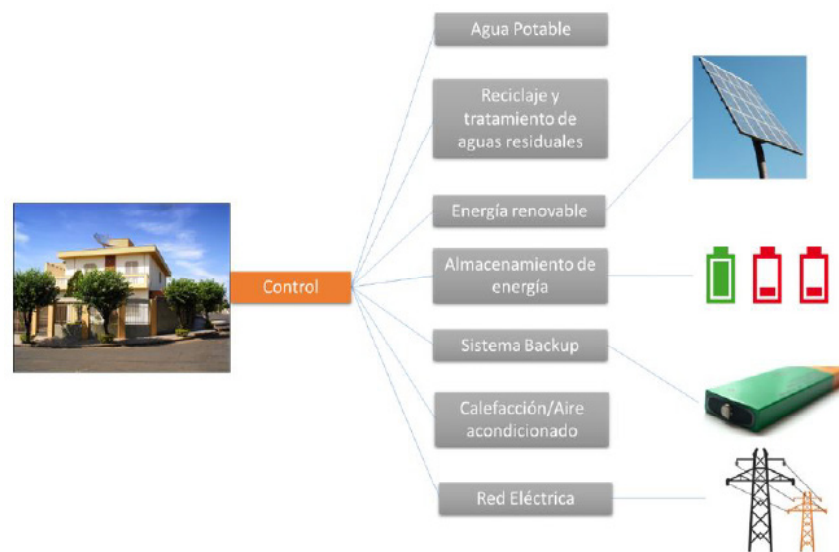 Agua Potable
Reciclaje y
tratamiento de
aguas residuales
Energía renovable
Control
Almacenamiento de
energía
Sistema Backup
Calefacción/Aire
acondicionado
Red Eléctrica